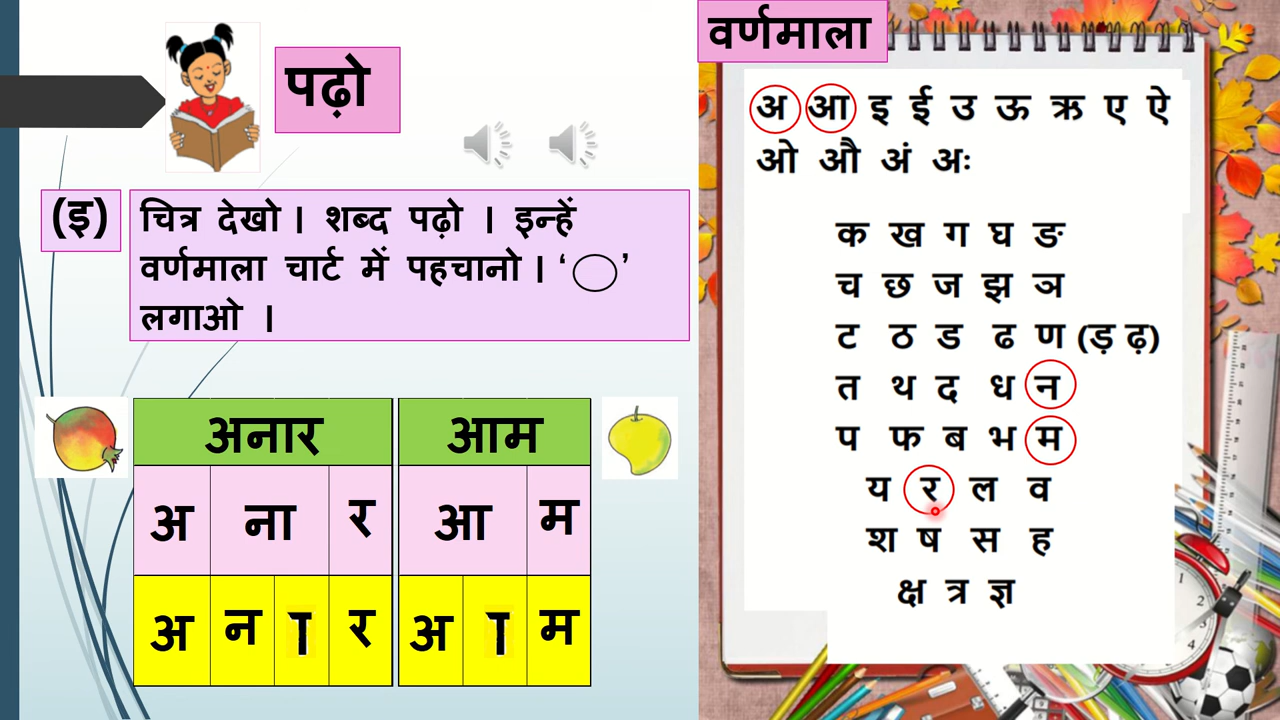 पढ़ो
(इ)
चित्र देखो । शब्द पढ़ो । इन्हें
वर्णमाला चार्ट में पहचानो । ‘◯’
लगाओ ।
अनार
अ ना र
अ न ा र
आम
आ म
अ ा म
वर्णमाला
अ आ इ ई उ ऊ ऋ ए ऐ
ओ औ अं अः
क ख ग घ ङ
च छ ज झ ञ
ट ठ ड ढ ण (ड़ ढ़)
त थ द ध न
प फ ब भ म
य र ल व
श ष स ह
क्ष त्र ज्ञ